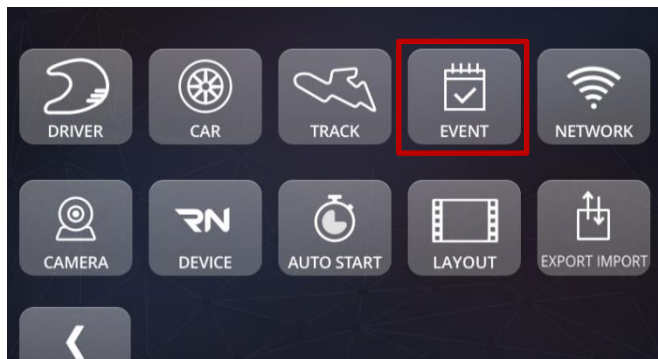 DRIVER
CAR
TRACK
EVENT
NETWORK
CAMERA
RN
DEVICE
AUTO START
LAYOUT
EXPORT IMPORT